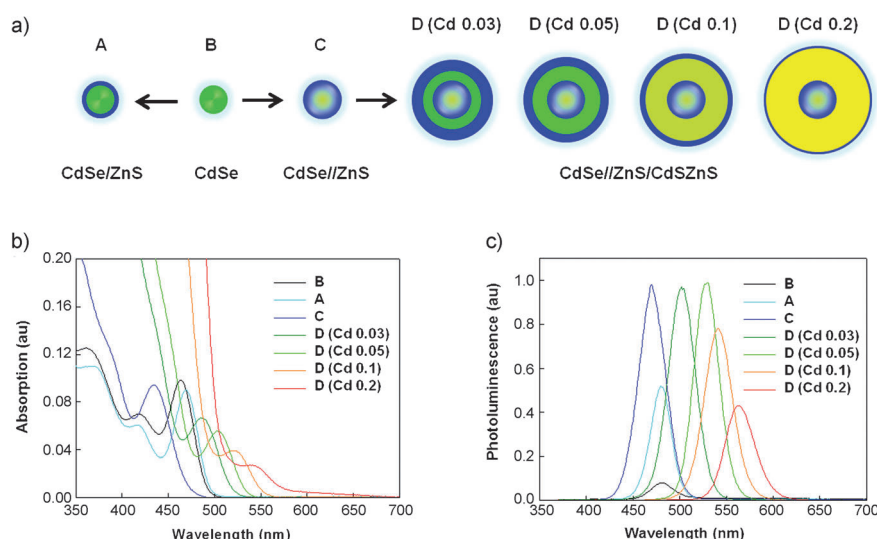 a)
A
B
C
D (Cd 0.03)
D (Cd 0.05)
D (Cd 0.1)
D (Cd 0.2)
CdSe/ZnS
CdSe
CdSe//ZnS
CdSe//ZnS/CdSZnS
b)
Absorption (au)
0.20
0.16
0.12
0.08
0.04
0.00
350
400
450
500
550
600
700
Wavelength (nm)
B
A
C
D (Cd 0.03)
D (Cd 0.05)
D (Cd 0.1)
D (Cd 0.2)
c)
Photoluminescence (au)
1.0
0.8
0.6
0.4
0.2
0.0
350
400
450
500
550
600
650
700
Wavelength (nm)
B
A
C
D (Cd 0.03)
D (Cd 0.05)
D (Cd 0.1)
D (Cd 0.2)